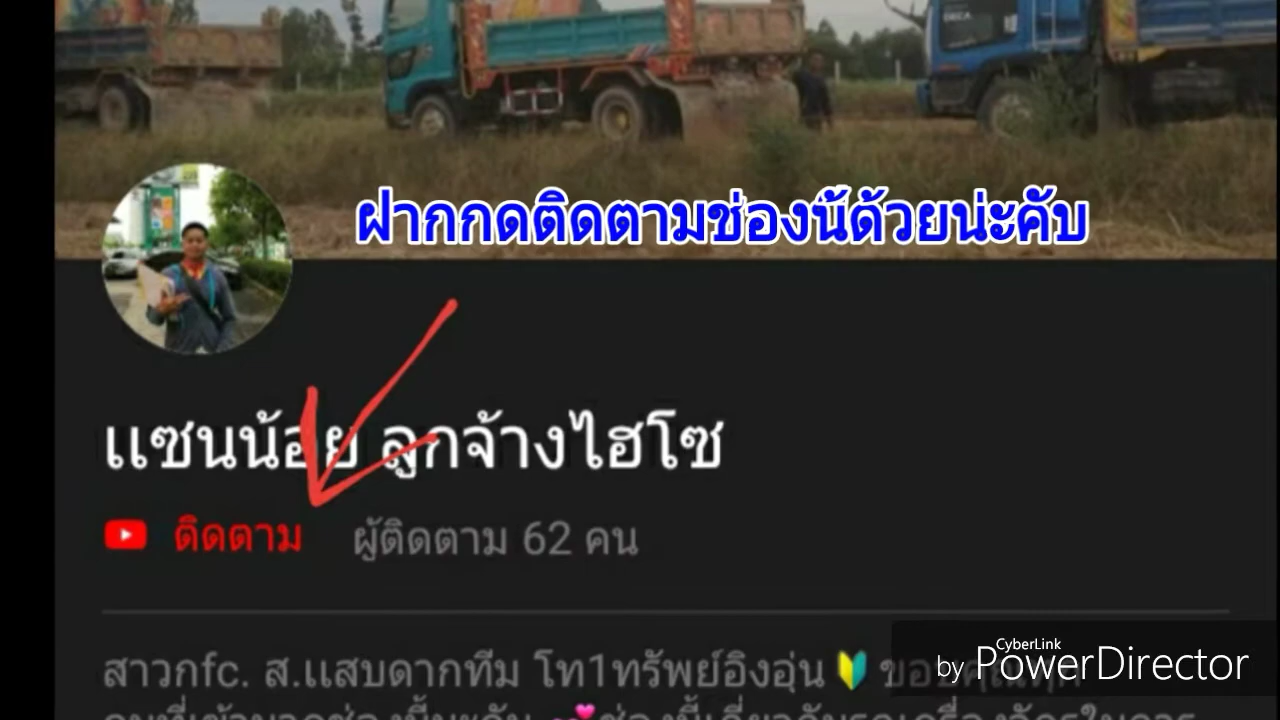 ฝากกดติดตามช่องนี้ด้วยน่ะคับ
แซนน้อย ลูกจ้างไฮโซ
ติดตาม ผู้ติดตาม 62 คน
สาวกfc. ส.แสบดากทีม โท1ทรัพย์อิงอุ่น🔰
CyberLink
by PowerDirector